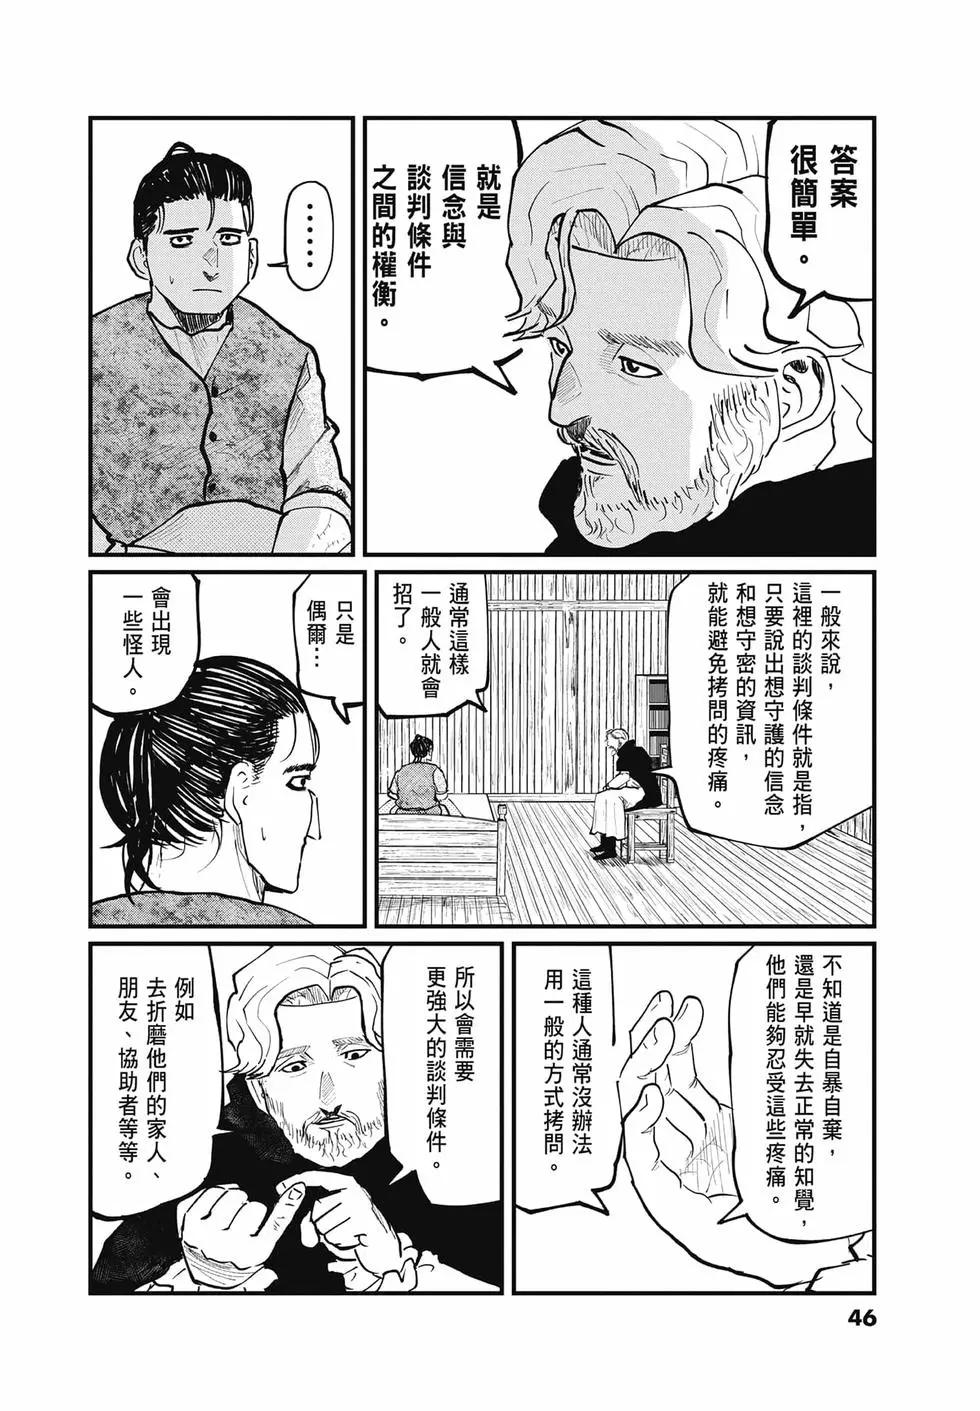 答案
很簡單。
就是
信念與
談判條件
之間的權衡。
……
一般來說，
這裡的談判條件就是指，
只要說出想守護的信念
和想守密的資訊，
就能避免拷問的疼痛。
通常這樣
一般人就會
招了。
只是
偶爾…
會出現
一些怪人。
不知道是自暴自棄，
還是早就失去正常的知覺，
他們能夠忍受這些疼痛。
這種人通常沒辦法
用一般的方式拷問。
所以會需要
更強大的談判條件。
例如
去折磨他們的家人、
朋友、協助者等等。
46